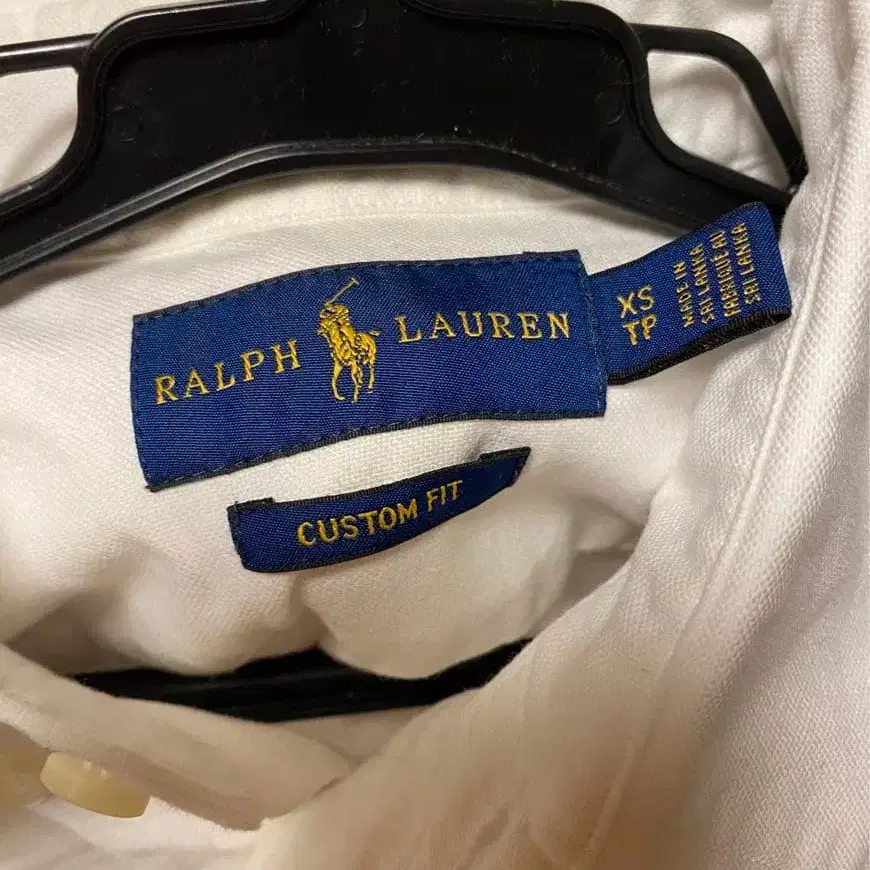 RALPH LAUREN
XS
TP
MADE IN
SRI LANKA
FABRIQUÉ AU
SRI LANKA
CUSTOM FIT